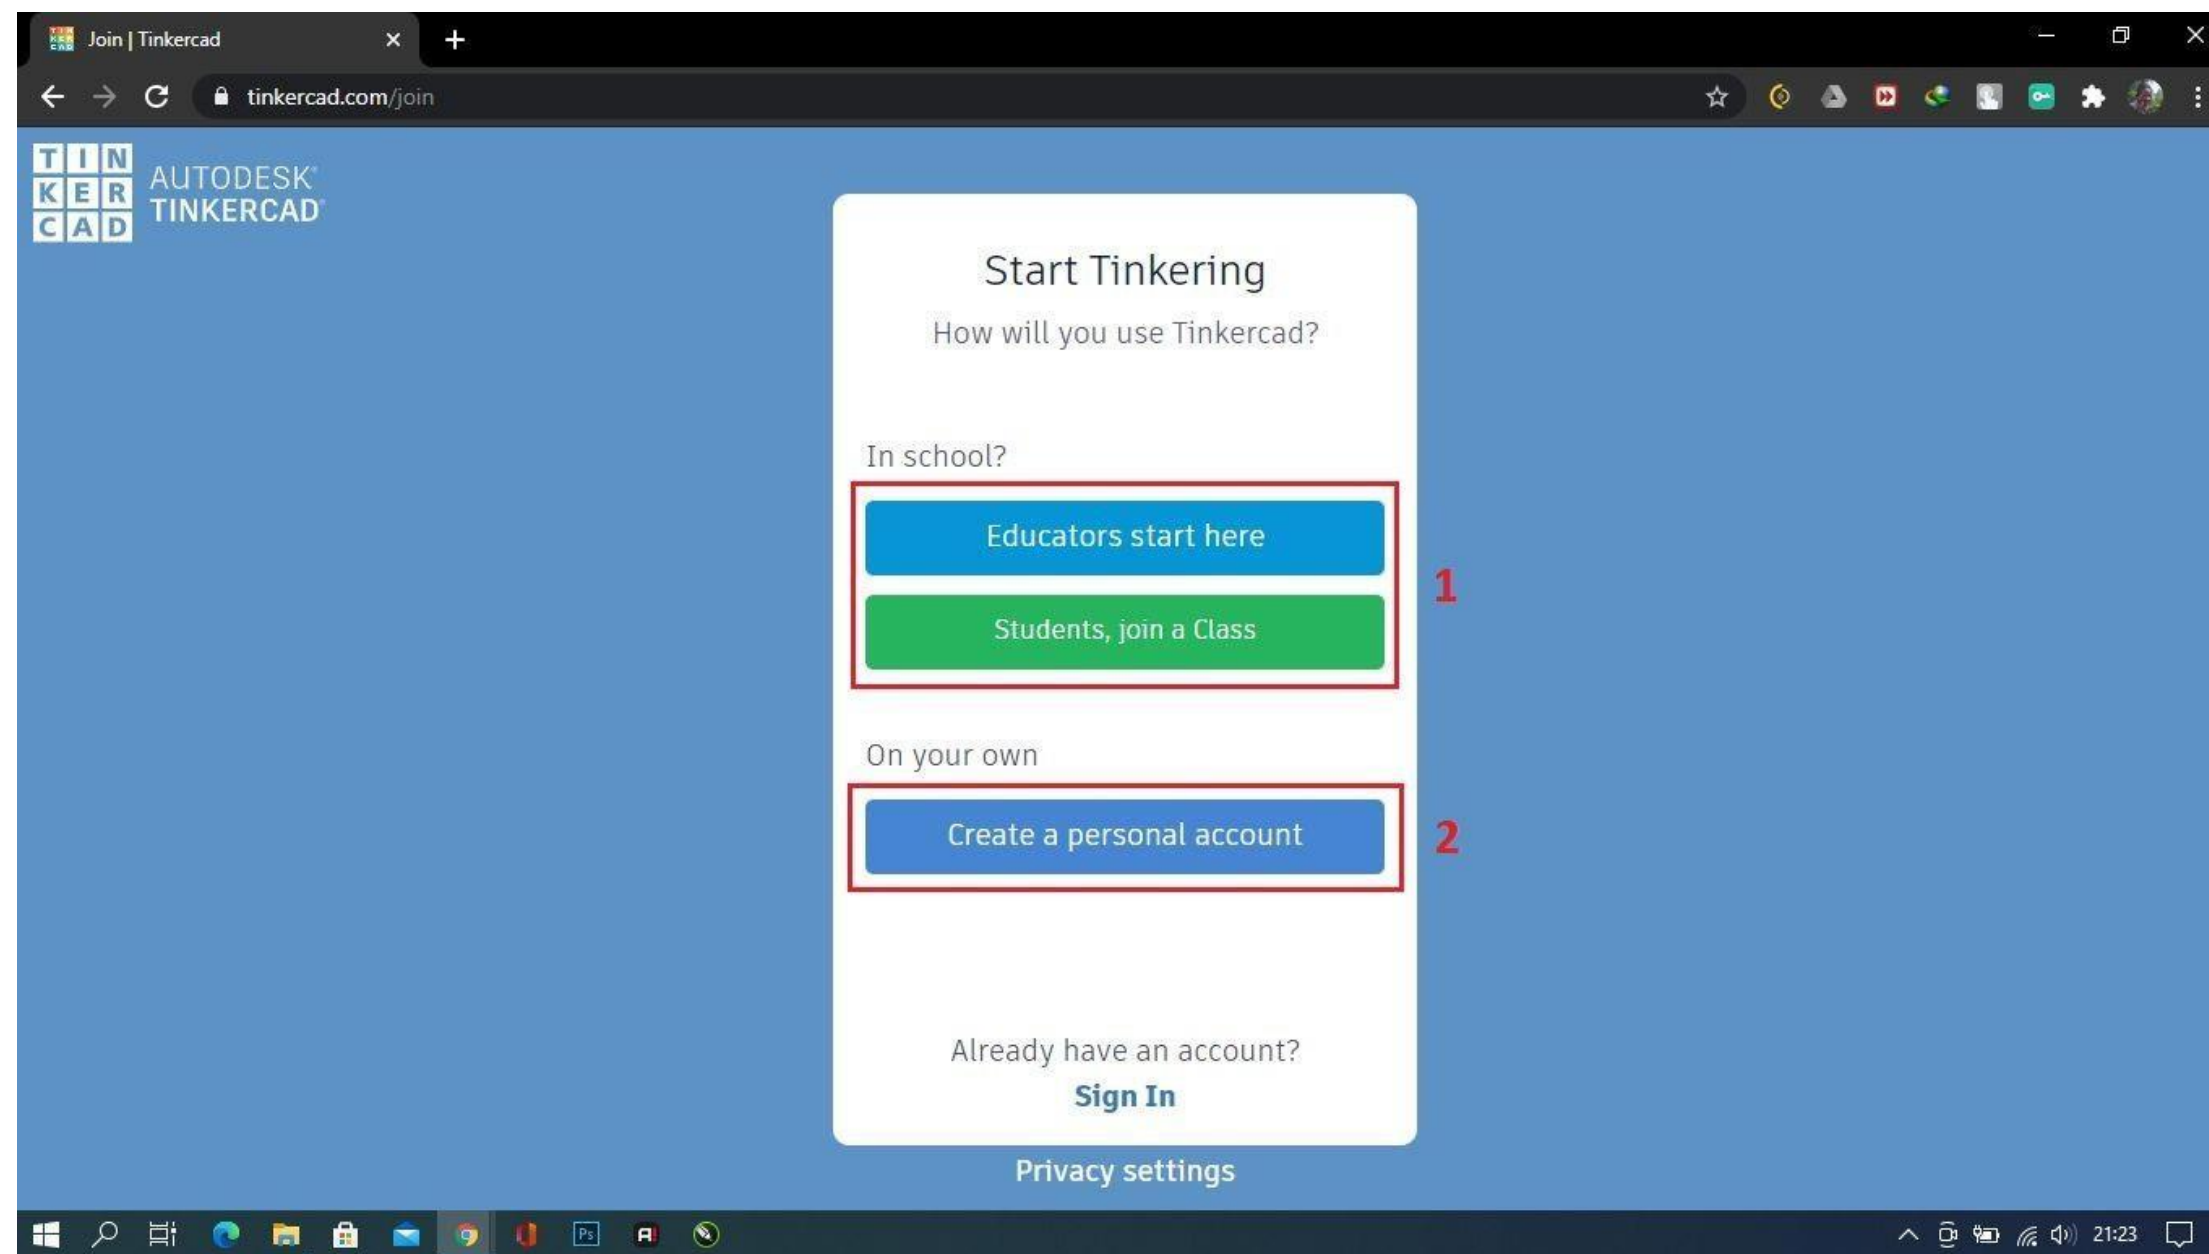 Join | Tinkercad
tinkercad.com/join
TIN
KER
CAD
AUTODESK®
TINKERCAD®
Start Tinkering
How will you use Tinkercad?
In school?
Educators start here
1
Students, join a Class
On your own
Create a personal account
2
Already have an account?
Sign In
Privacy settings
Ps
21:23